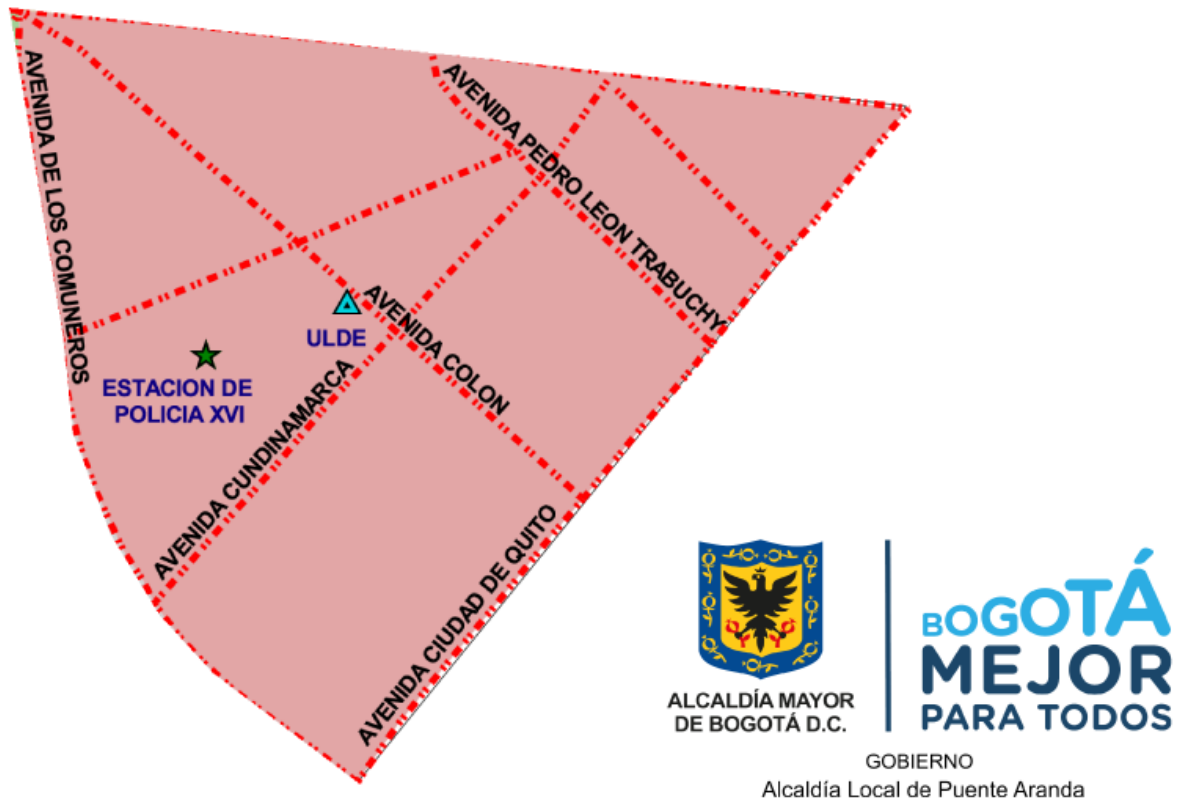 AVENIDA DE LOS COMUNEROS
AVENIDA PEDRO LEON TRABUCHY
AVENIDA COLON
ULDE
ESTACION DE
POLICIA XVI
AVENIDA CUNDINAMARCA
AVENIDA CIUDAD DE QUITO
ALCALDÍA MAYOR
DE BOGOTÁ D.C.
BOGOTÁ
MEJOR
PARA TODOS
GOBIERNO
Alcaldía Local de Puente Aranda